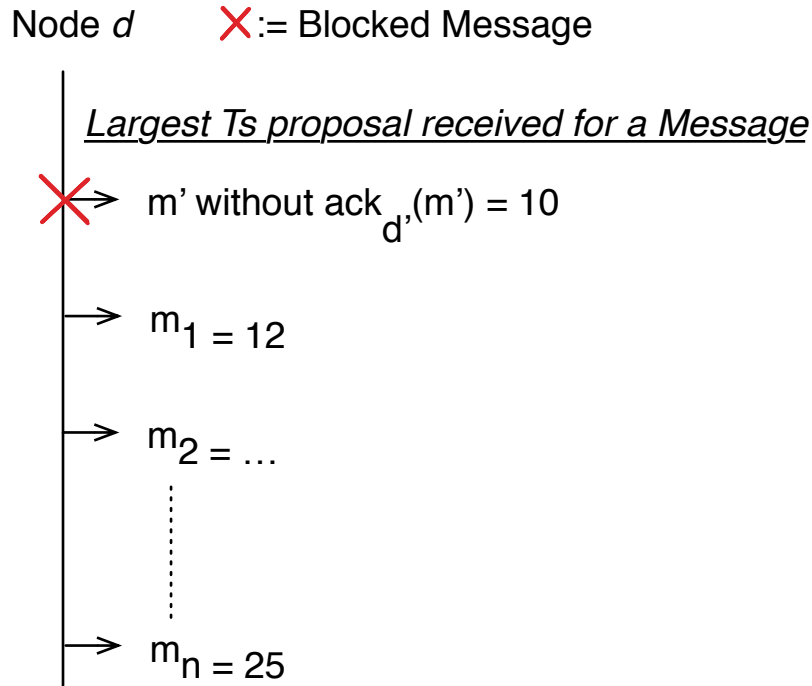 Node d X := Blocked Message
Largest Ts proposal received for a Message
m’ without ack_d’(m’) = 10
m_1 = 12
m_2 = …
m_n = 25